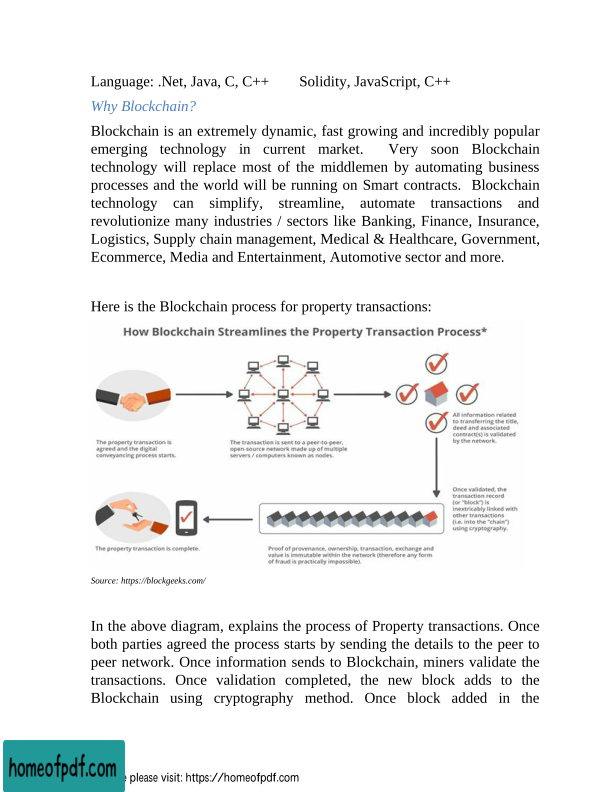 Language: .Net, Java, C, C++ Solidity, JavaScript, C++
Why Blockchain?
Blockchain is an extremely dynamic, fast growing and incredibly popular
emerging technology in current market. Very soon Blockchain
technology will replace most of the middlemen by automating business
processes and the world will be running on Smart contracts. Blockchain
technology can simplify, streamline, automate transactions and
revolutionize many industries / sectors like Banking, Finance, Insurance,
Logistics, Supply chain management, Medical & Healthcare, Government,
Ecommerce, Media and Entertainment, Automotive sector and more.
Here is the Blockchain process for property transactions:
How Blockchain Streamlines the Property Transaction Process*
The property transaction is
agreed and the digital
conveyancing process starts.
The transaction is sent to a peer-to-peer,
open-source network made up of multiple
servers / computers known as nodes.
All information related
to transferring the title,
deed and associated
contract(s) is validated
by the network.
Once validated, the
transaction record
(or "block") is
inextricably linked with
other transactions
(i.e. into the "chain")
using cryptography.
Proof of provenance, ownership, transaction, exchange and
value is immutable within the network (therefore any form
of fraud is practically impossible).
The property transaction is complete.
Source: https://blockgeeks.com/
In the above diagram, explains the process of Property transactions. Once
both parties agreed the process starts by sending the details to the peer to
peer network. Once information sends to Blockchain, miners validate the
transactions. Once validation completed, the new block adds to the
Blockchain using cryptography method. Once block added in the
homeofpdf.com
please visit: https://homeofpdf.com